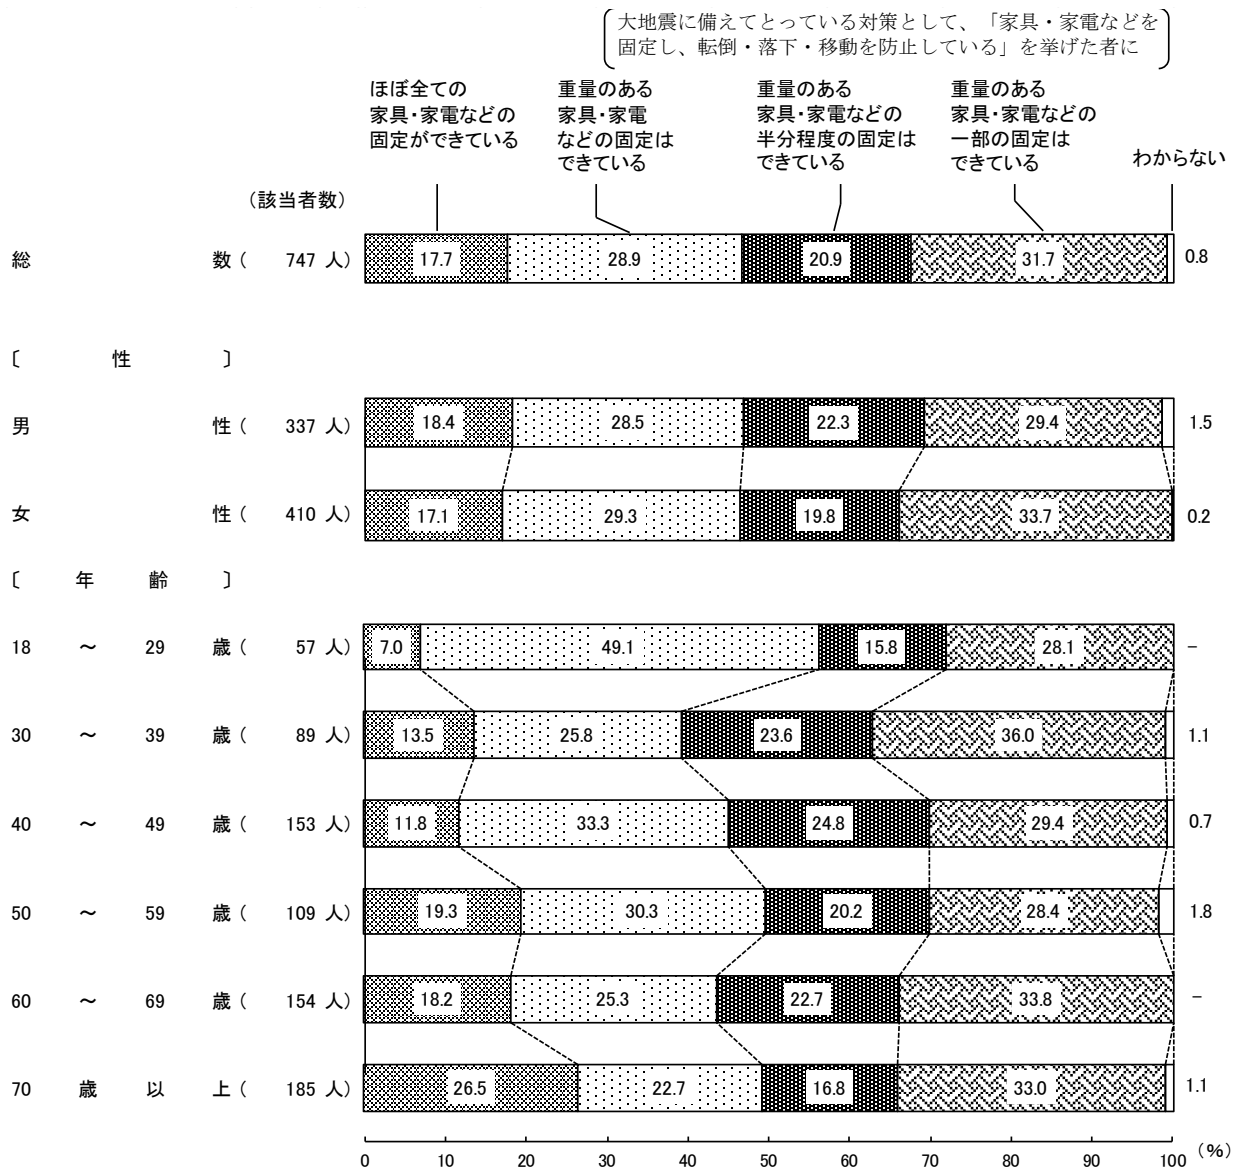 大地震に備えてとっている対策として、「家具・家電などを
固定し、転倒・落下・移動を防止している」を挙げた者に
ほぼ全ての
家具・家電などの
固定ができている
重量のある
家具・家電
などの固定は
できている
重量のある
家具・家電などの
半分程度の固定は
できている
重量のある
家具・家電などの
一部の固定は
できている
わからない
（該当者数）
総 数（ 747 人） 17.7 28.9 20.9 31.7 0.8
〔 性 〕
男 性（ 337 人） 18.4 28.5 22.3 29.4 1.5
女 性（ 410 人） 17.1 29.3 19.8 33.7 0.2
〔 年 齢 〕
18 ～ 29 歳（ 57 人） 7.0 49.1 15.8 28.1 －
30 ～ 39 歳（ 89 人） 13.5 25.8 23.6 36.0 1.1
40 ～ 49 歳（ 153 人） 11.8 33.3 24.8 29.4 0.7
50 ～ 59 歳（ 109 人） 19.3 30.3 20.2 28.4 1.8
60 ～ 69 歳（ 154 人） 18.2 25.3 22.7 33.8 －
70 歳 以 上（ 185 人） 26.5 22.7 16.8 33.0 1.1
0 10 20 30 40 50 60 70 80 90 100 （％）